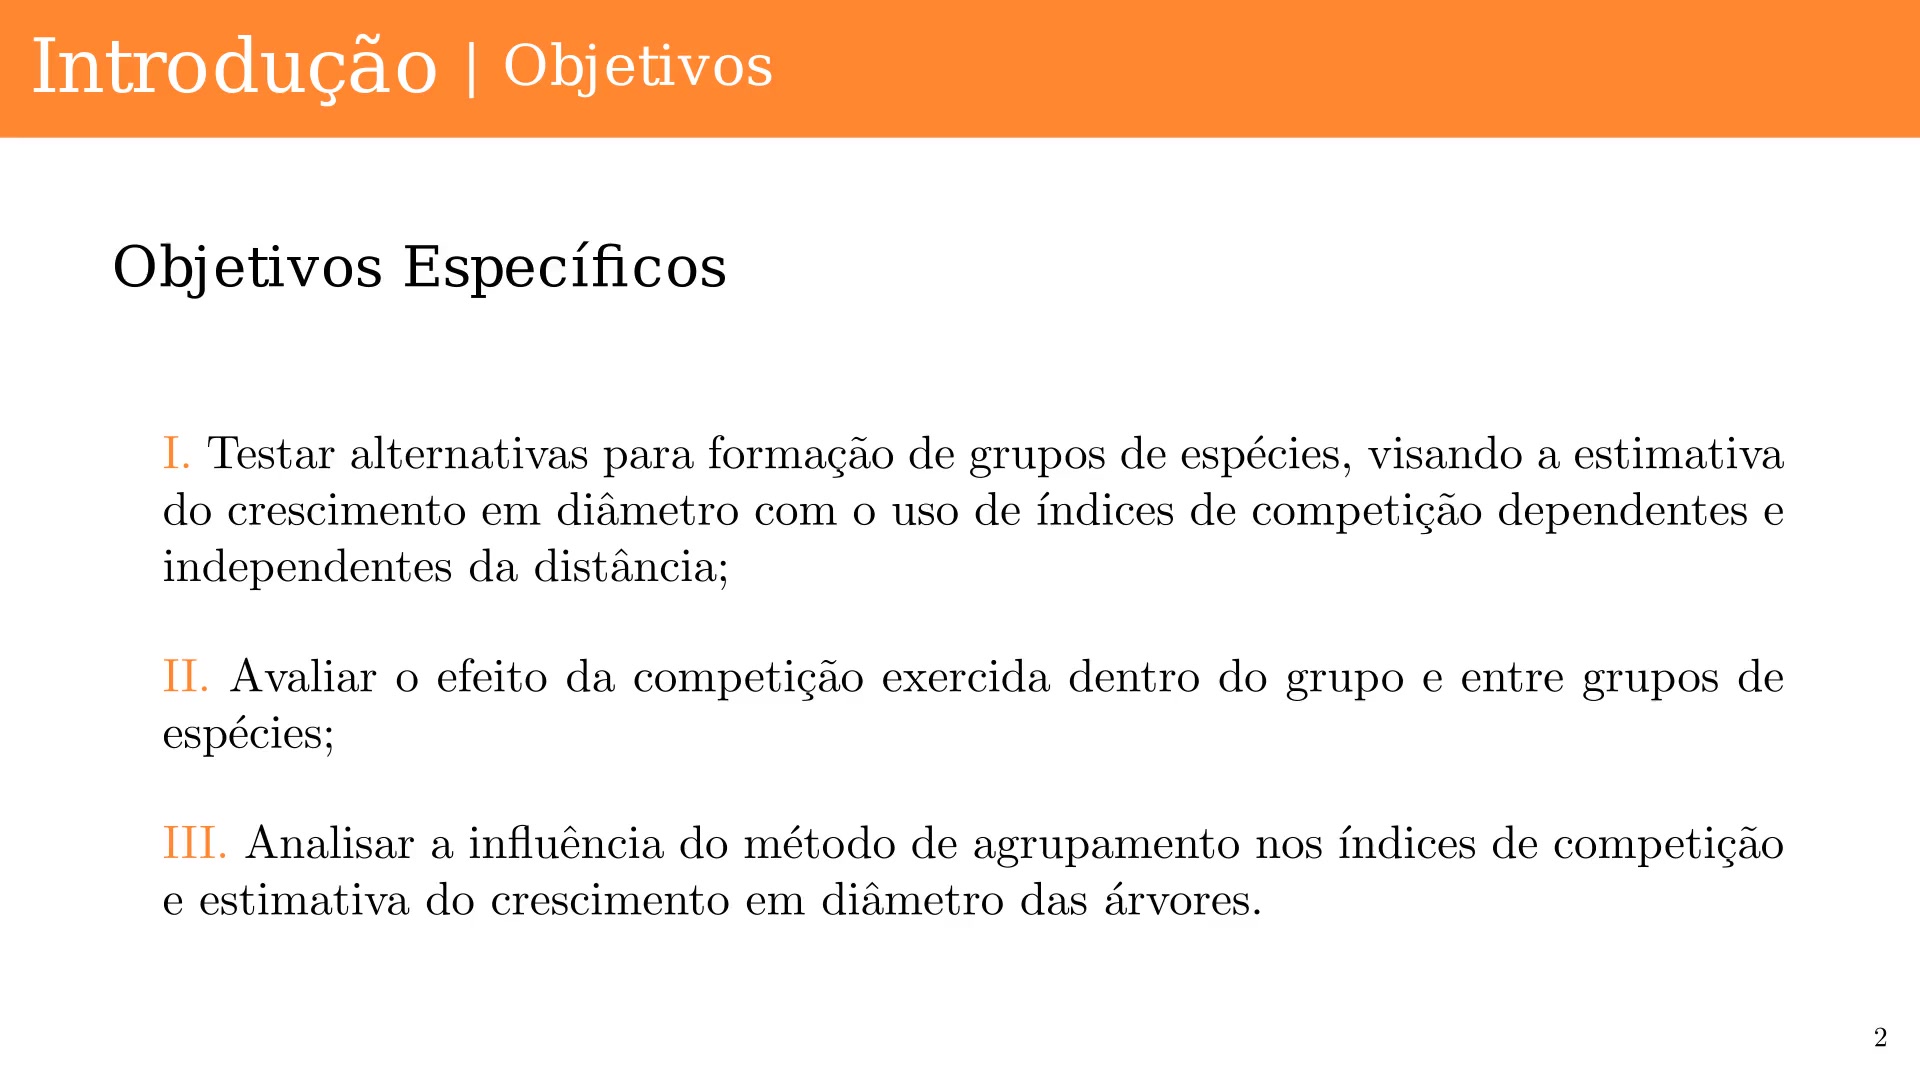 Introdução | Objetivos
Objetivos Específicos
I. Testar alternativas para formação de grupos de espécies, visando a estimativa
do crescimento em diâmetro com o uso de índices de competição dependentes e
independentes da distância;
II. Avaliar o efeito da competição exercida dentro do grupo e entre grupos de
espécies;
III. Analisar a influência do método de agrupamento nos índices de competição
e estimativa do crescimento em diâmetro das árvores.
2